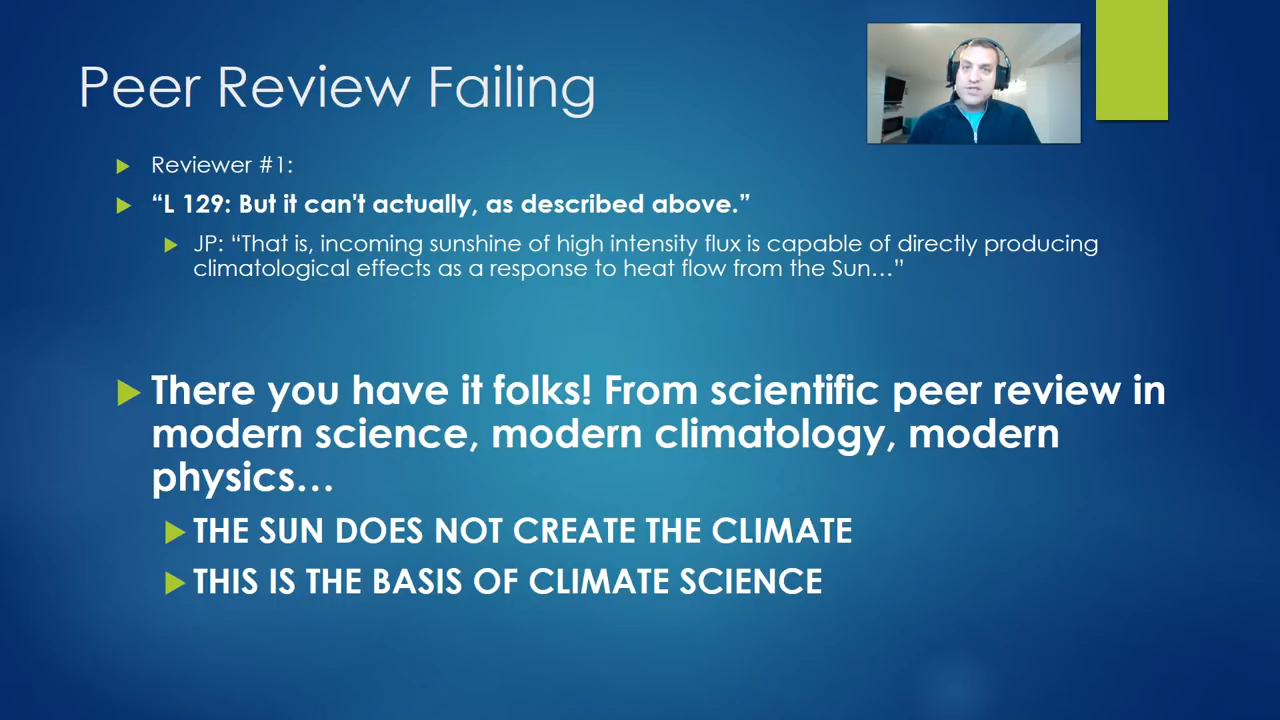 Peer Review Failing
Reviewer #1:
“L 129: But it can't actually, as described above.”
JP: “That is, incoming sunshine of high intensity flux is capable of directly producing
climatological effects as a response to heat flow from the Sun…”
There you have it folks! From scientific peer review in
modern science, modern climatology, modern
physics…
THE SUN DOES NOT CREATE THE CLIMATE
THIS IS THE BASIS OF CLIMATE SCIENCE